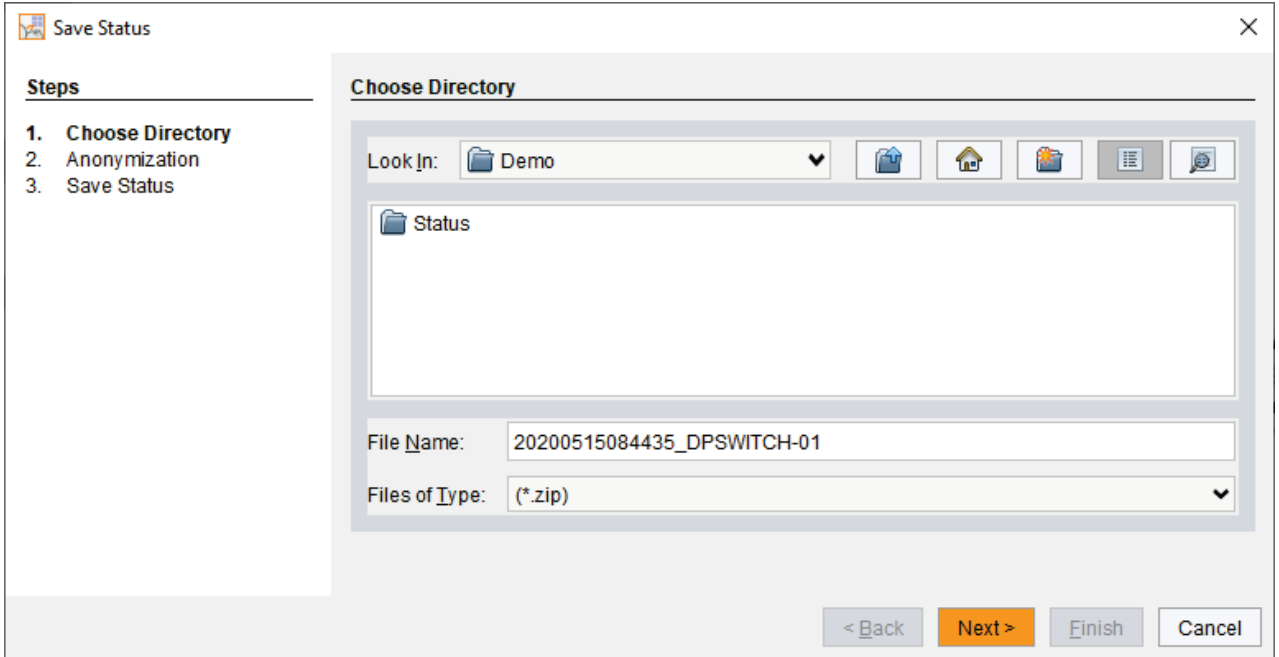 Save Status
Steps
1. Choose Directory
2. Anonymization
3. Save Status
Choose Directory
Look In: Demo
Status
File Name: 20200515084435_DPSWITCH-01
Files of Type: (*.zip)
< Back Next > Finish Cancel